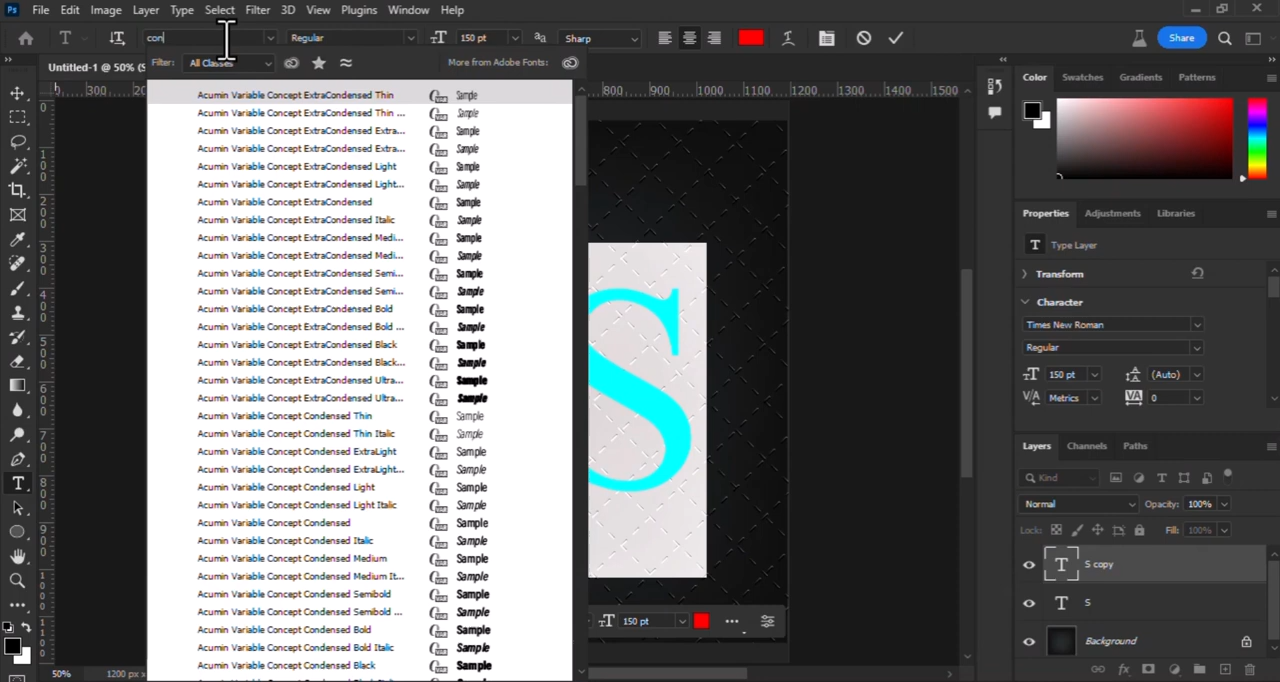 Ps File Edit Image Layer Type Select Filter 3D View Plugins Window Help
T con Regular 150 pt aa Sharp Share
Untitled-1 @ 50% (S
Filter: All Classes More from Adobe Fonts:
300 800 900 1000 1100 1200 1300 1400 1500
Acumin Variable Concept ExtraCondensed Thin Sample
Acumin Variable Concept ExtraCondensed Thin ... Sample
Acumin Variable Concept ExtraCondensed Extra... Sample
Acumin Variable Concept ExtraCondensed Extra... Sample
Acumin Variable Concept ExtraCondensed Light Sample
Acumin Variable Concept ExtraCondensed Light... Sample
Acumin Variable Concept ExtraCondensed Sample
Acumin Variable Concept ExtraCondensed Italic Sample
Acumin Variable Concept ExtraCondensed Medi... Sample
Acumin Variable Concept ExtraCondensed Medi... Sample
Acumin Variable Concept ExtraCondensed Semi... Sample
Acumin Variable Concept ExtraCondensed Semi... Sample
Acumin Variable Concept ExtraCondensed Bold Sample
Acumin Variable Concept ExtraCondensed Bold ... Sample
Acumin Variable Concept ExtraCondensed Black Sample
Acumin Variable Concept ExtraCondensed Black... Sample
Acumin Variable Concept ExtraCondensed Ultra... Sample
Acumin Variable Concept ExtraCondensed Ultra... Sample
Acumin Variable Concept Condensed Thin Sample
Acumin Variable Concept Condensed Thin Italic Sample
Acumin Variable Concept Condensed ExtraLight Sample
Acumin Variable Concept Condensed ExtraLight... Sample
Acumin Variable Concept Condensed Light Sample
Acumin Variable Concept Condensed Light Italic Sample
Acumin Variable Concept Condensed Sample
Acumin Variable Concept Condensed Italic Sample
Acumin Variable Concept Condensed Medium Sample
Acumin Variable Concept Condensed Medium It... Sample
Acumin Variable Concept Condensed Semibold Sample
Acumin Variable Concept Condensed Semibold ... Sample
Acumin Variable Concept Condensed Bold Sample
Acumin Variable Concept Condensed Bold Italic Sample
Acumin Variable Concept Condensed Black Sample
S
150 pt
50% 1200 px x
Color Swatches Gradients Patterns
Properties Adjustments Libraries
T Type Layer
Transform
Character
Times New Roman
Regular
150 pt (Auto)
Metrics 0
Layers Channels Paths
Kind
Normal Opacity: 100%
Lock: Fill: 100%
T S copy
T S
Background